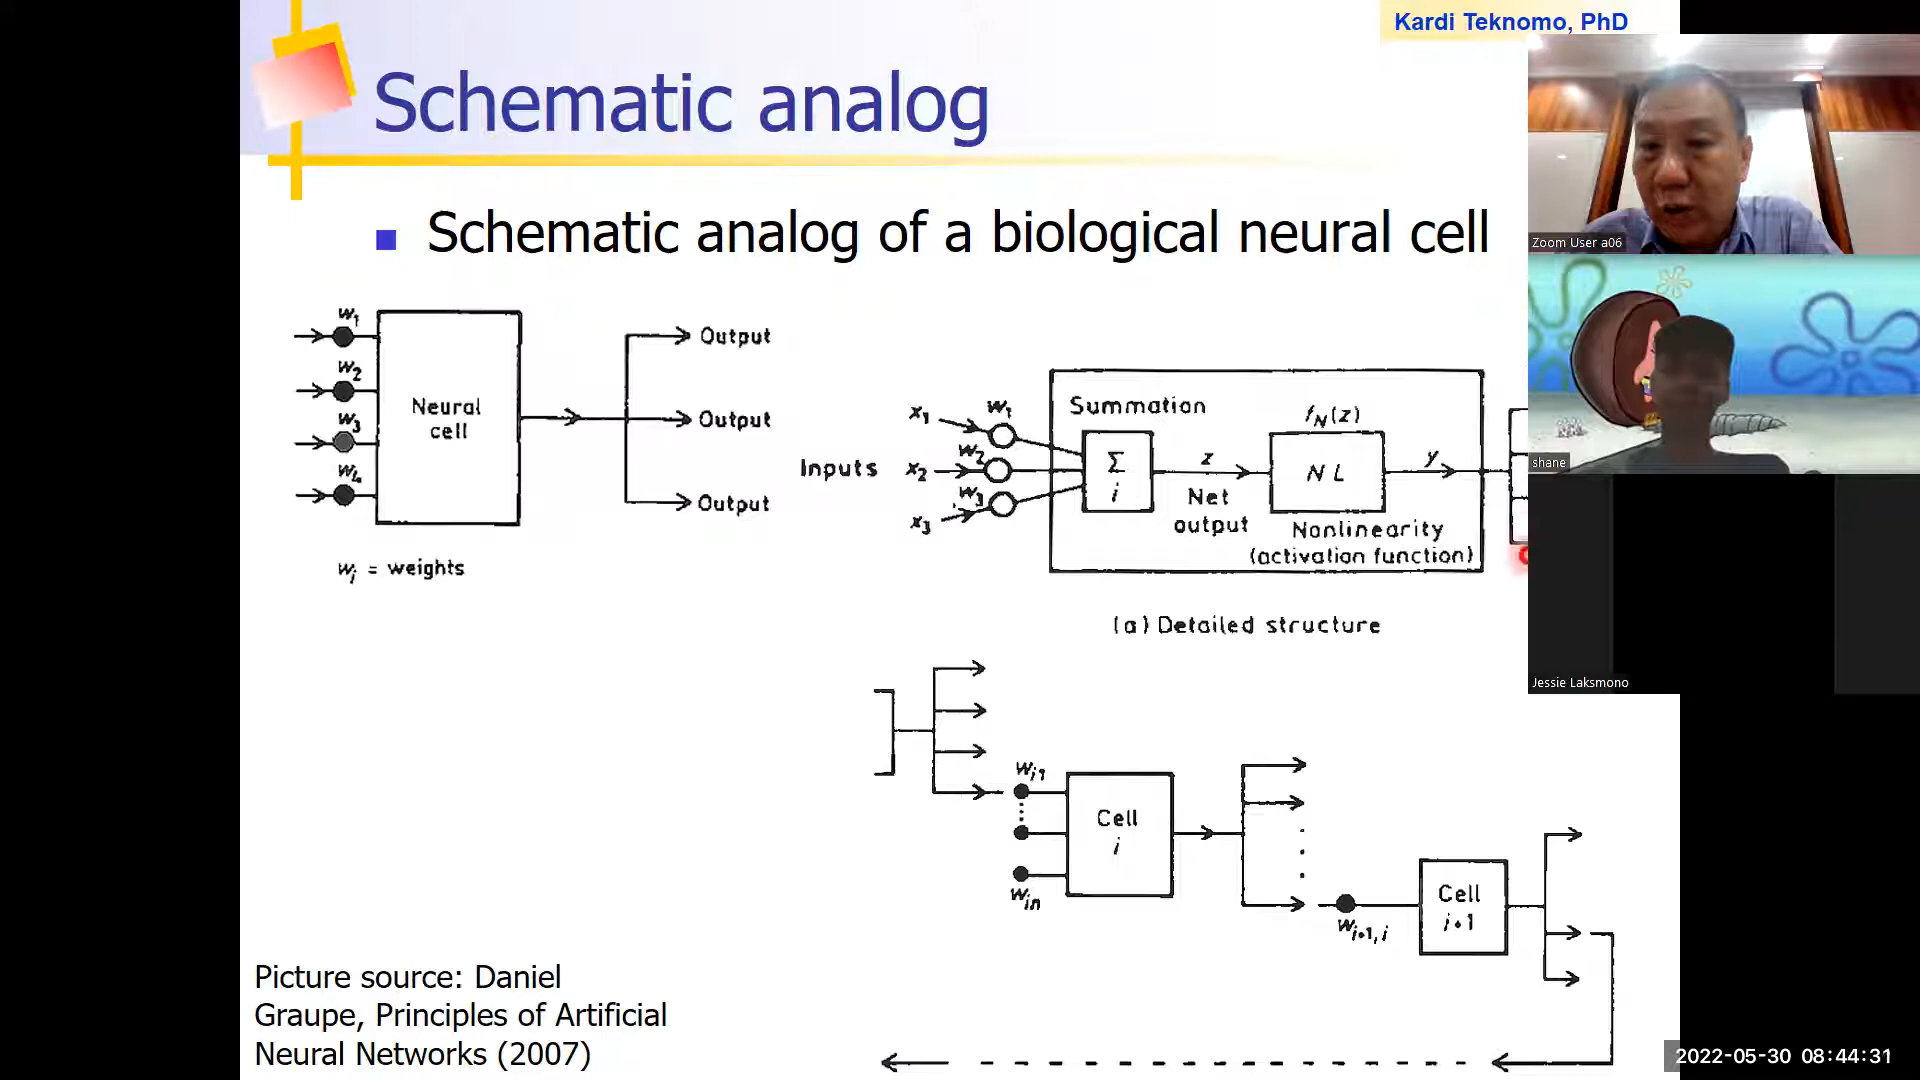 Kardi Teknomo, PhD
Schematic analog
Schematic analog of a biological neural cell
w1
w2
w3
w4
Neural
cell
Output
Output
Output
wi = weights
Inputs
x1
x2
x3
w1
w2
w3
Summation
Σ
i
z
Net
output
fN(z)
NL
y
Nonlinearity
(activation function)
(a) Detailed structure
wi1
win
Cell
i
wi+1,i
Cell
i+1
Picture source: Daniel
Graupe, Principles of Artificial
Neural Networks (2007)
Zoom User a06
shane
Jessie Laksmono
2022-05-30 08:44:31